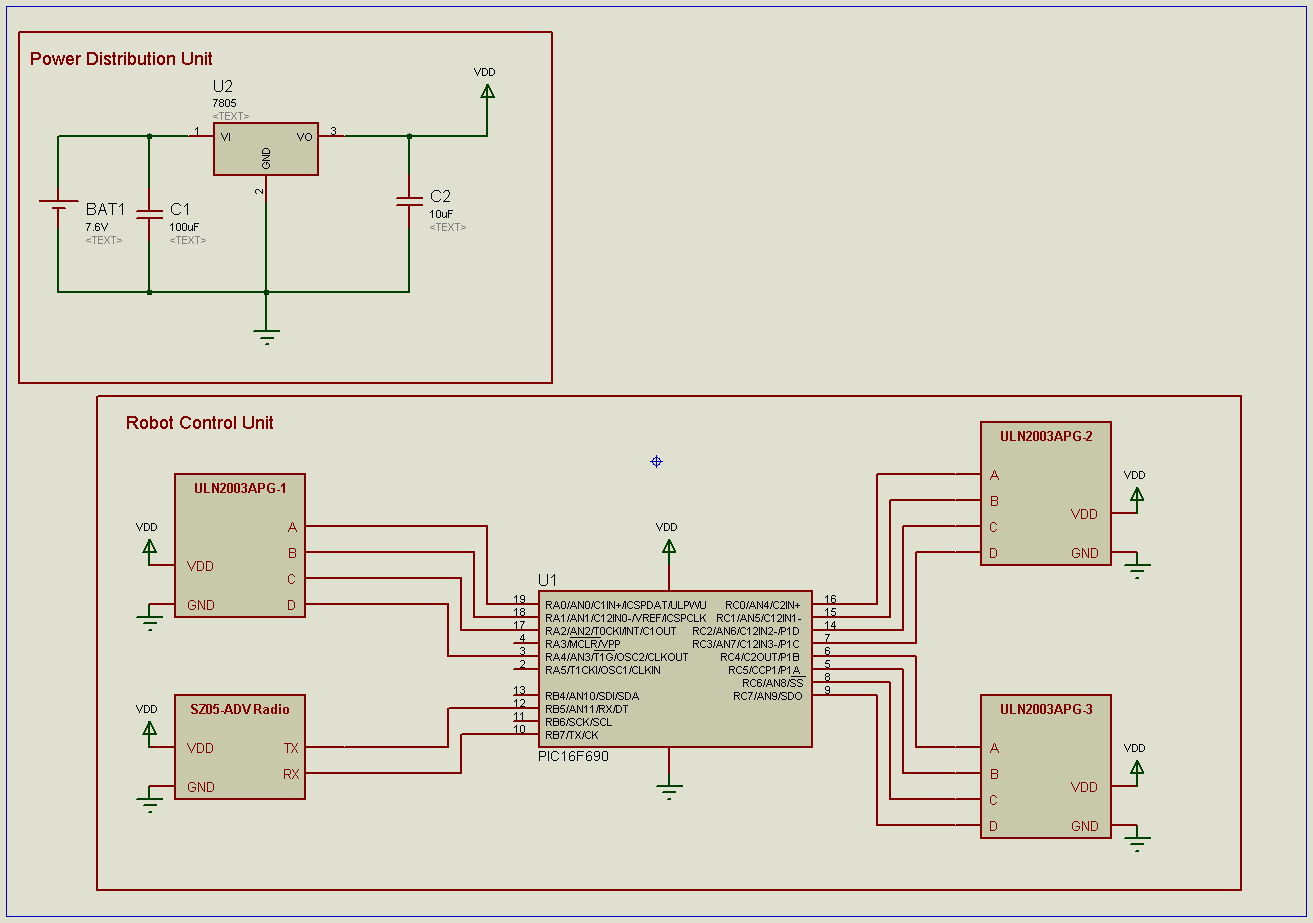 Power Distribution Unit
VDD
U2
7805
<TEXT>
1 VI VO 3
GND
2
BAT1
7.6V
<TEXT>
C1
100uF
<TEXT>
C2
10uF
<TEXT>
Robot Control Unit
ULN2003APG-1
A
B
C
D
VDD
VDD
GND
SZ05-ADV Radio
VDD
VDD
GND
TX
RX
VDD
U1
19 RA0/AN0/C1IN+/ICSPDAT/ULPWU
18 RA1/AN1/C12IN0-/VREF/ICSPCLK
17 RA2/AN2/T0CKI/INT/C1OUT
4 RA3/MCLR/VPP
3 RA4/AN3/T1G/OSC2/CLKOUT
2 RA5/T1CKI/OSC1/CLKIN
13 RB4/AN10/SDI/SDA
12 RB5/AN11/RX/DT
11 RB6/SCK/SCL
10 RB7/TX/CK
RC0/AN4/C2IN+ 16
RC1/AN5/C12IN1- 15
RC2/AN6/C12IN2-/P1D 14
RC3/AN7/C12IN3-/P1C 7
RC4/C2OUT/P1B 6
RC5/CCP1/P1A 5
RC6/AN8/SS 8
RC7/AN9/SDO 9
PIC16F690
ULN2003APG-2
A
B
C
D
VDD
VDD
GND
ULN2003APG-3
A
B
C
D
VDD
VDD
GND